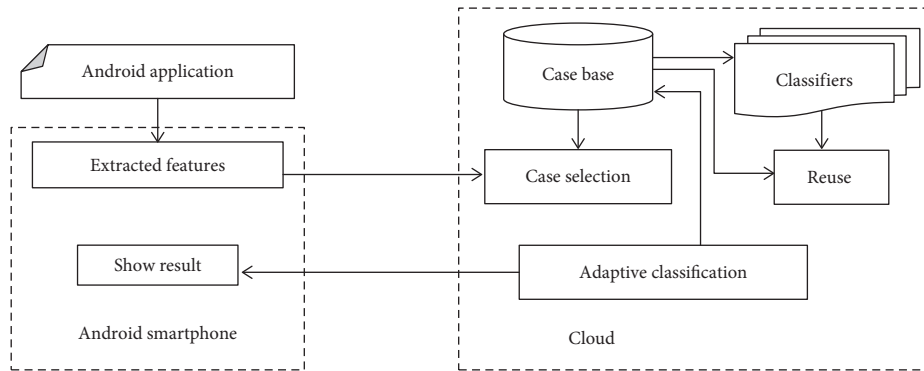 Android application
Extracted features
Show result
Android smartphone
Case base
Classifiers
Case selection
Reuse
Adaptive classification
Cloud